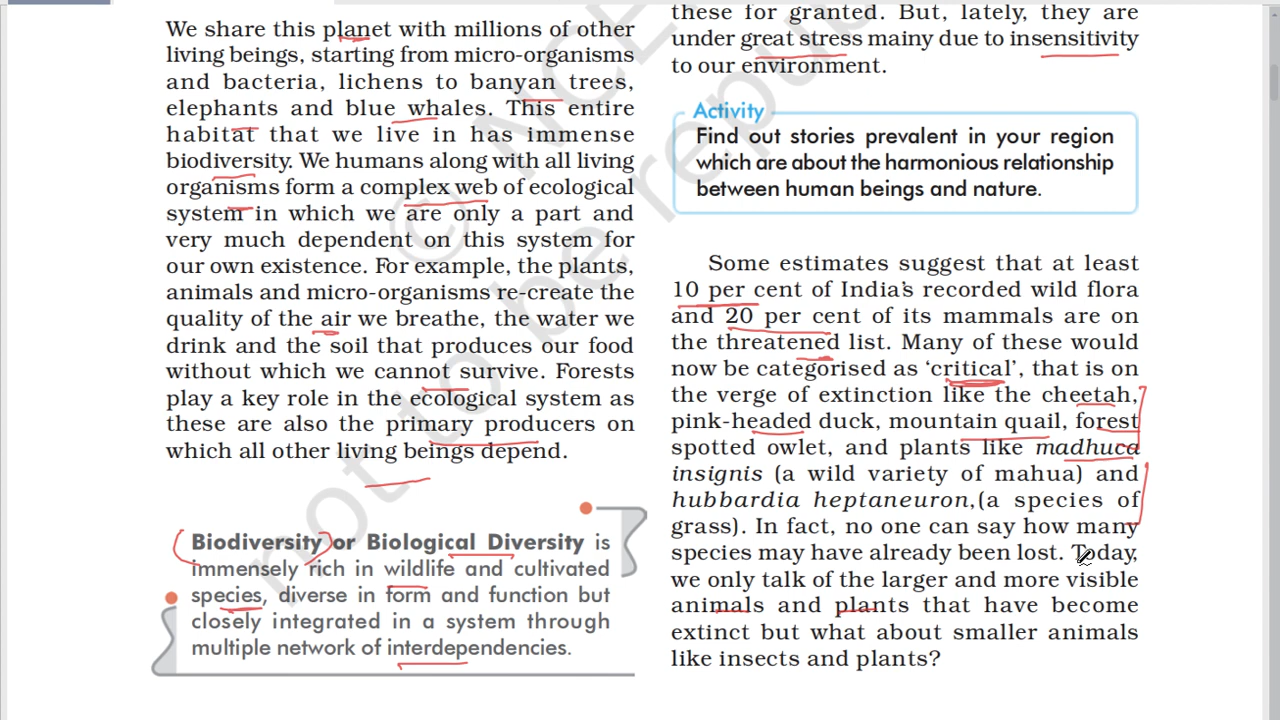 We share this planet with millions of other
living beings, starting from micro-organisms
and bacteria, lichens to banyan trees,
elephants and blue whales. This entire
habitat that we live in has immense
biodiversity. We humans along with all living
organisms form a complex web of ecological
system in which we are only a part and
very much dependent on this system for
our own existence. For example, the plants,
animals and micro-organisms re-create the
quality of the air we breathe, the water we
drink and the soil that produces our food
without which we cannot survive. Forests
play a key role in the ecological system as
these are also the primary producers on
which all other living beings depend.
Biodiversity or Biological Diversity is
immensely rich in wildlife and cultivated
species, diverse in form and function but
closely integrated in a system through
multiple network of interdependencies.
these for granted. But, lately, they are
under great stress mainy due to insensitivity
to our environment.
Activity
Find out stories prevalent in your region
which are about the harmonious relationship
between human beings and nature.
Some estimates suggest that at least
10 per cent of India's recorded wild flora
and 20 per cent of its mammals are on
the threatened list. Many of these would
now be categorised as ‘critical’, that is on
the verge of extinction like the cheetah,
pink-headed duck, mountain quail, forest
spotted owlet, and plants like madhuca
insignis (a wild variety of mahua) and
hubbardia heptaneuron,(a species of
grass). In fact, no one can say how many
species may have already been lost. Today,
we only talk of the larger and more visible
animals and plants that have become
extinct but what about smaller animals
like insects and plants?
© NCE
not to be republ